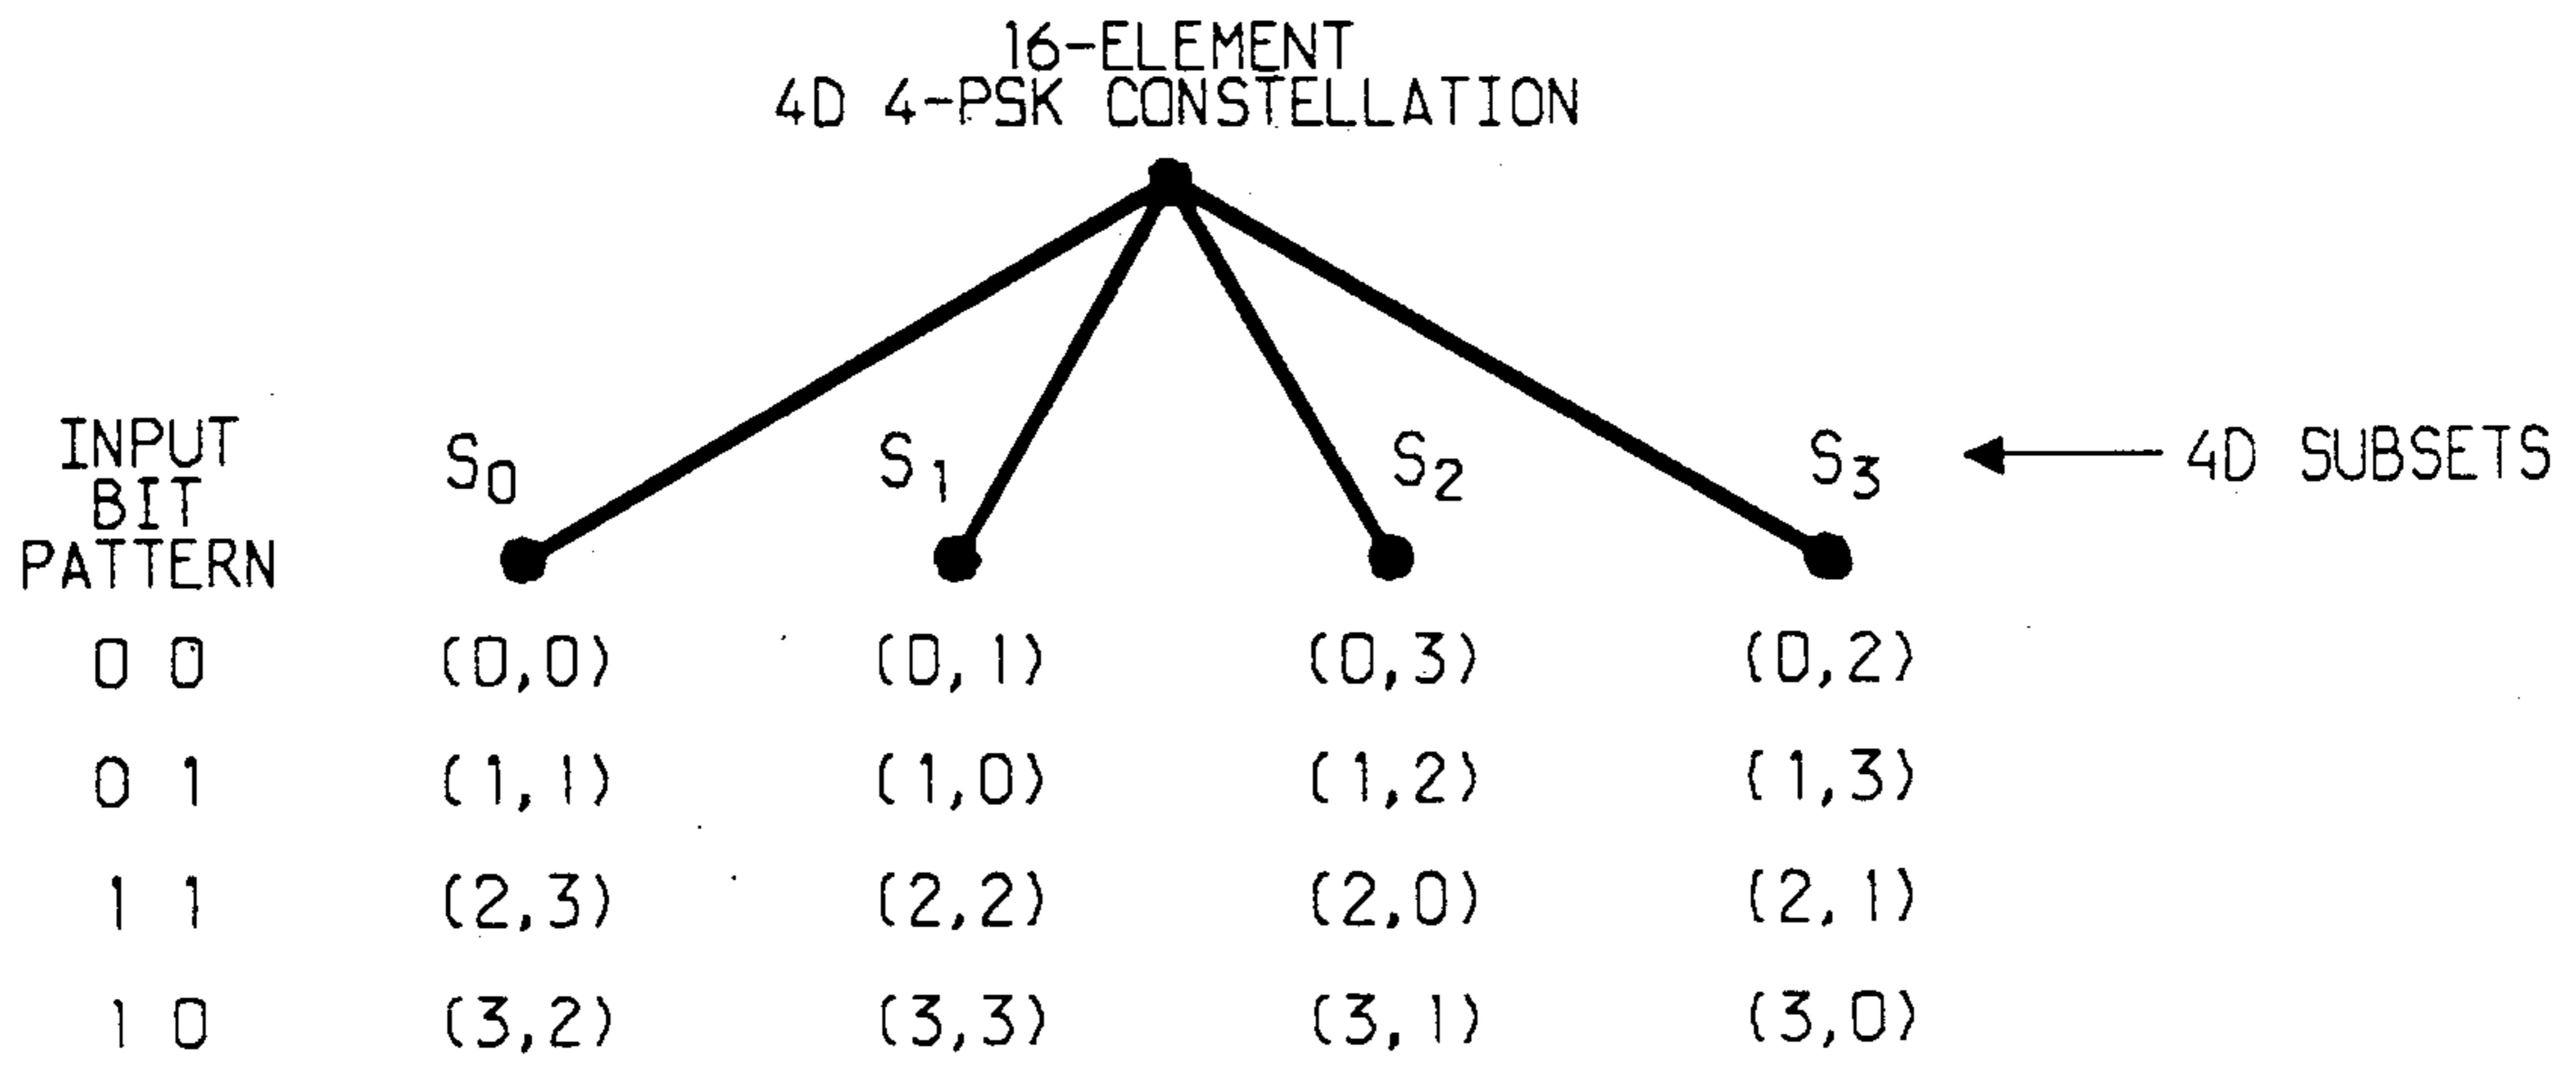 16-ELEMENT
4D 4-PSK CONSTELLATION
INPUT
BIT
PATTERN
S0 S1 S2 S3 4D SUBSETS
0 0 (0,0) (0,1) (0,3) (0,2)
0 1 (1,1) (1,0) (1,2) (1,3)
1 1 (2,3) (2,2) (2,0) (2,1)
1 0 (3,2) (3,3) (3,1) (3,0)